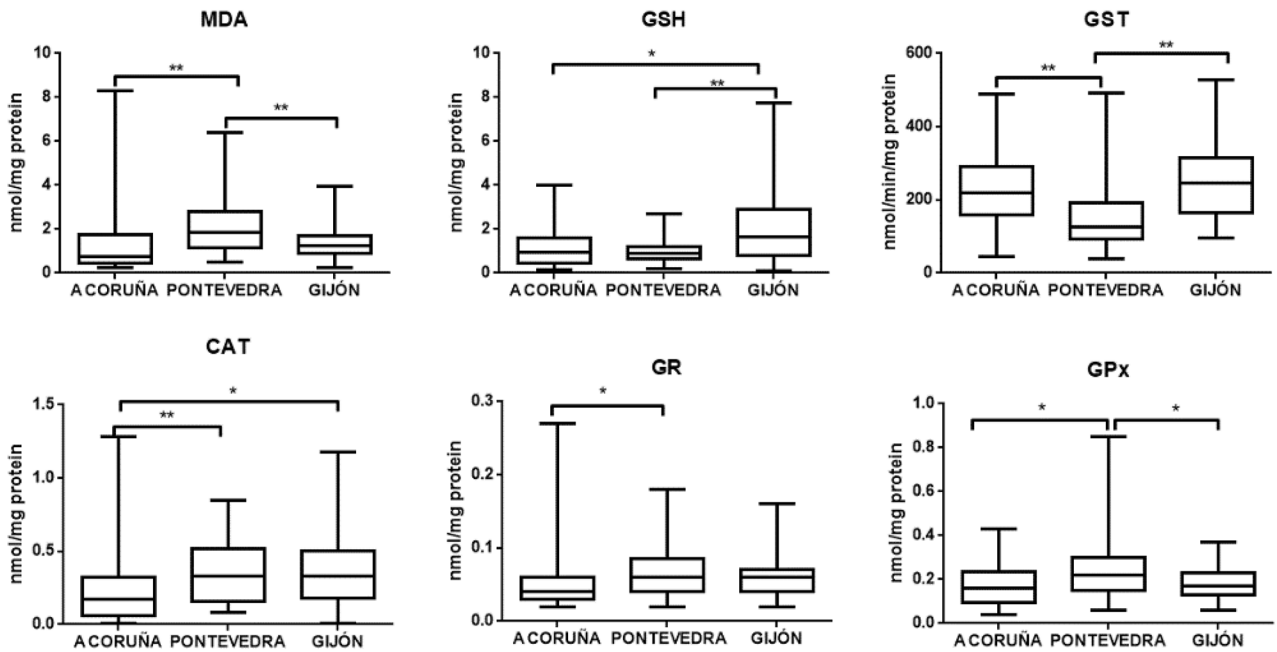 MDA
nmol/mg protein
10
8
6
4
2
0
**
**
A CORUÑA PONTEVEDRA GIJÓN
GSH
nmol/mg protein
10
8
6
4
2
0
*
**
A CORUÑA PONTEVEDRA GIJÓN
GST
nmol/min/mg protein
600
400
200
0
**
**
A CORUÑA PONTEVEDRA GIJÓN
CAT
nmol/mg protein
1.5
1.0
0.5
0.0
*
**
A CORUÑA PONTEVEDRA GIJÓN
GR
nmol/mg protein
0.3
0.2
0.1
0.0
*
A CORUÑA PONTEVEDRA GIJÓN
GPx
nmol/mg protein
1.0
0.8
0.6
0.4
0.2
0.0
*
*
A CORUÑA PONTEVEDRA GIJÓN